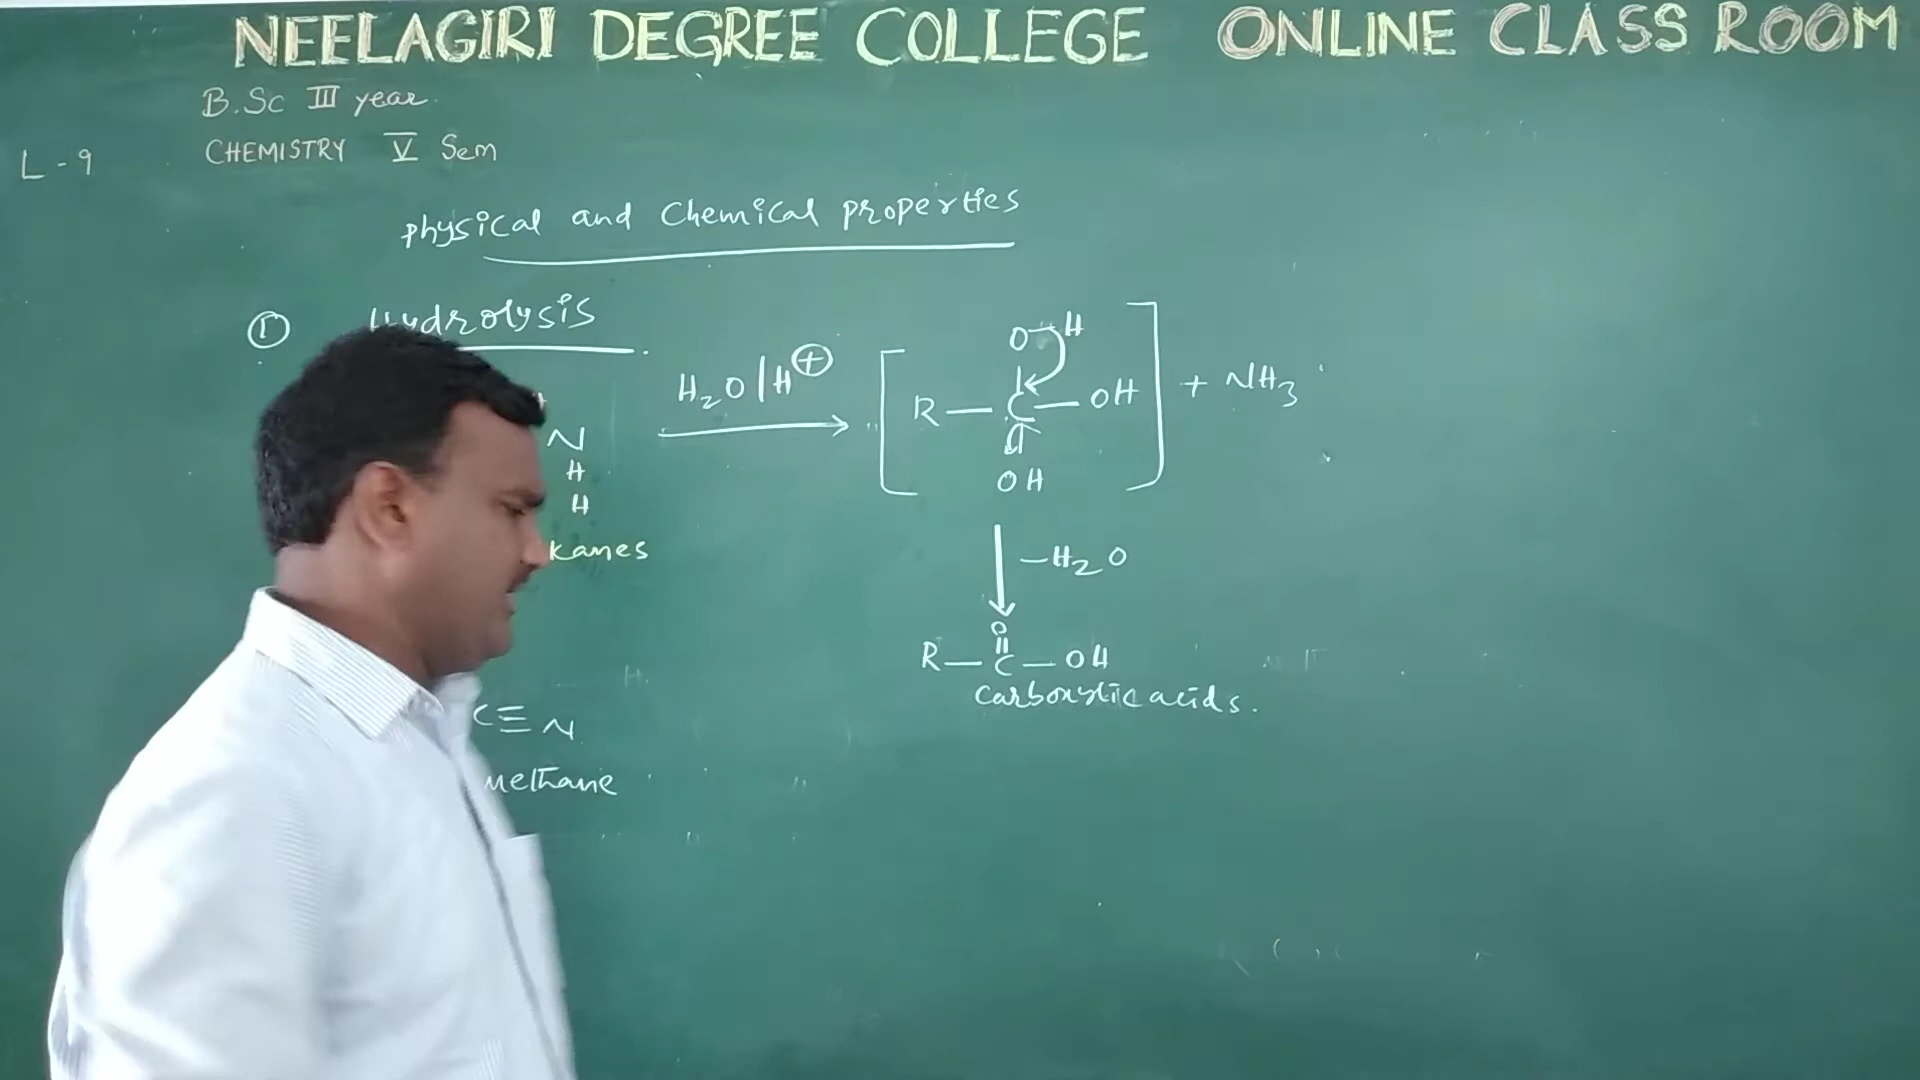 NEELAGIRI DEGREE COLLEGE ONLINE CLASS ROOM
B.Sc III year.
CHEMISTRY V Sem
L-9
physical and Chemical properties
① Hydrolysis
N
H
H
kanes
H₂O/H⊕
O H
R — C — OH
OH
+ NH₃
—H₂O
O
R — C — OH
Carboxylic acids.
C≡N
methane